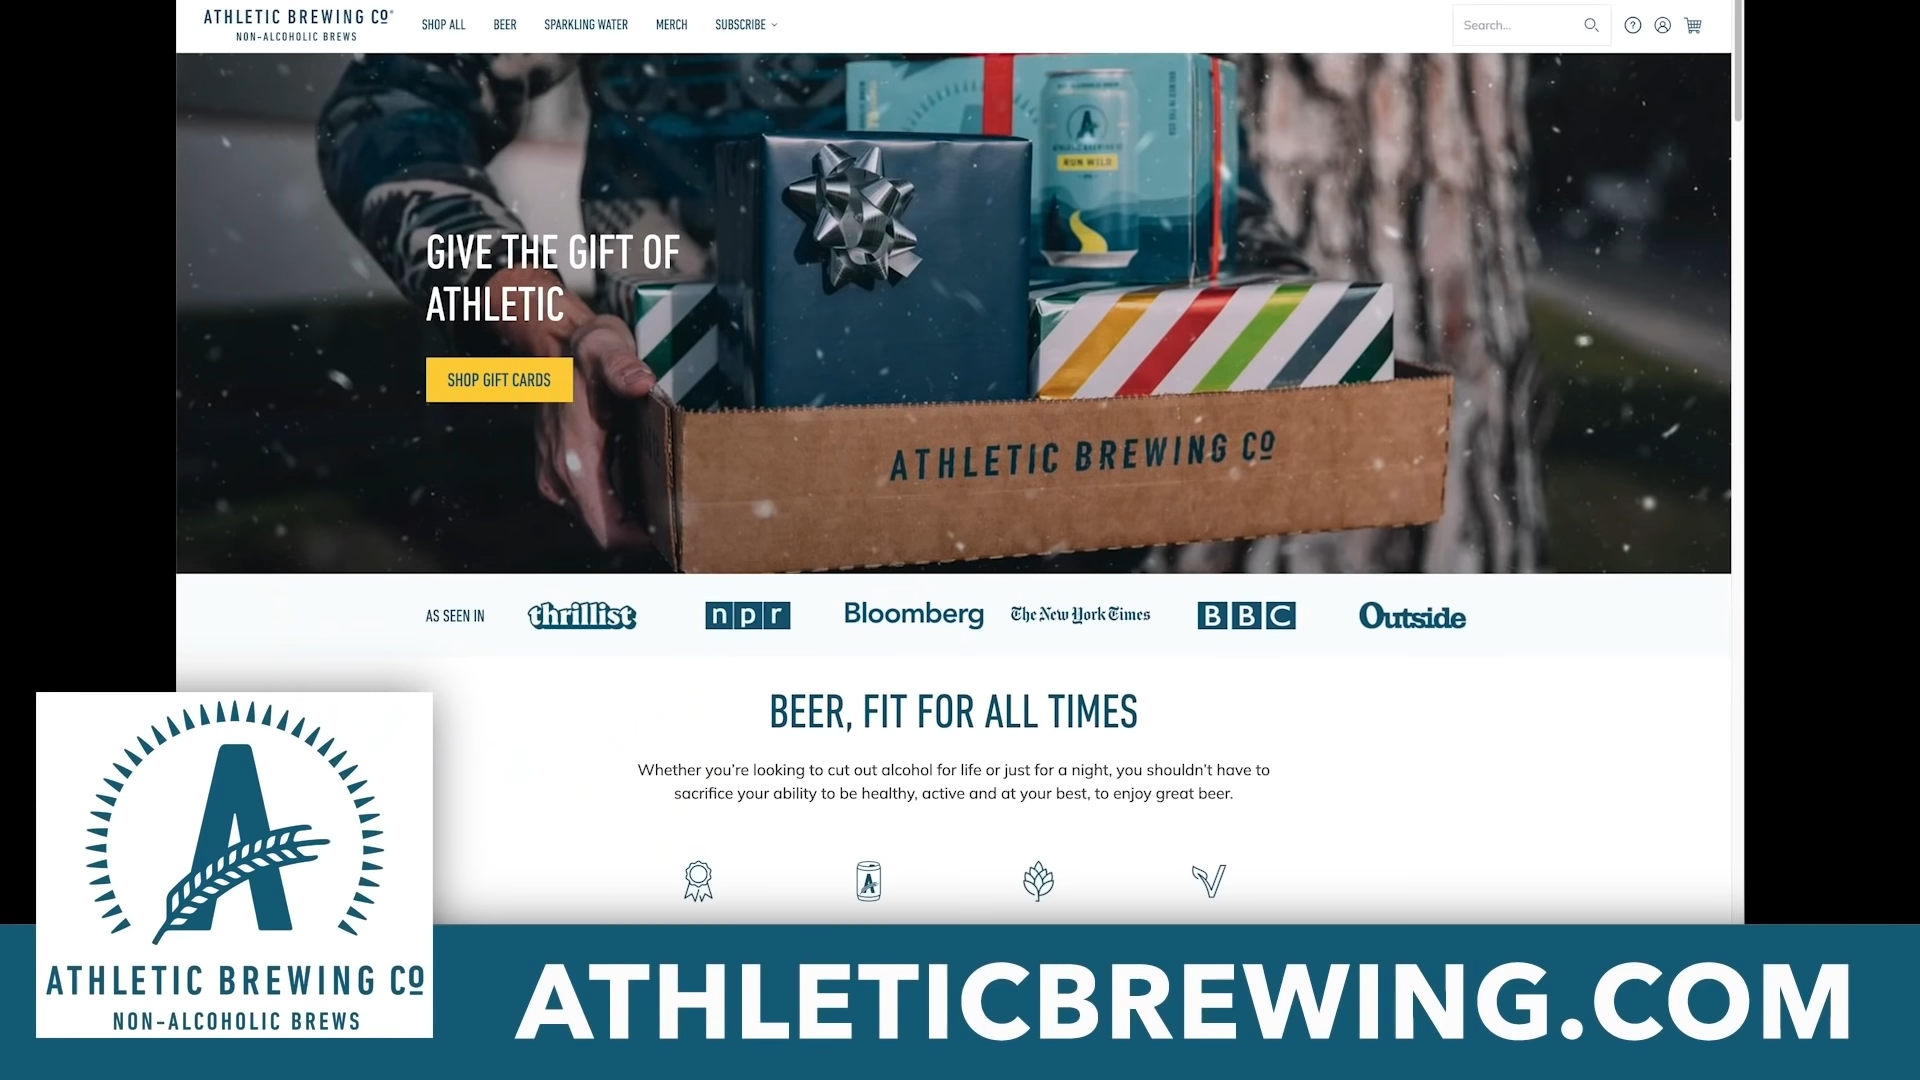 ATHLETIC BREWING Cº
NON-ALCOHOLIC BREWS
SHOP ALL
BEER
SPARKLING WATER
MERCH
SUBSCRIBE
Search...
GIVE THE GIFT OF
ATHLETIC
SHOP GIFT CARDS
RUN WILD
ATHLETIC BREWING Cº
AS SEEN IN
thrillist
npr
Bloomberg
The New York Times
BBC
Outside
BEER, FIT FOR ALL TIMES
Whether you're looking to cut out alcohol for life or just for a night, you shouldn't have to
sacrifice your ability to be healthy, active and at your best, to enjoy great beer.
A
ATHLETIC BREWING Cº
NON-ALCOHOLIC BREWS
ATHLETICBREWING.COM